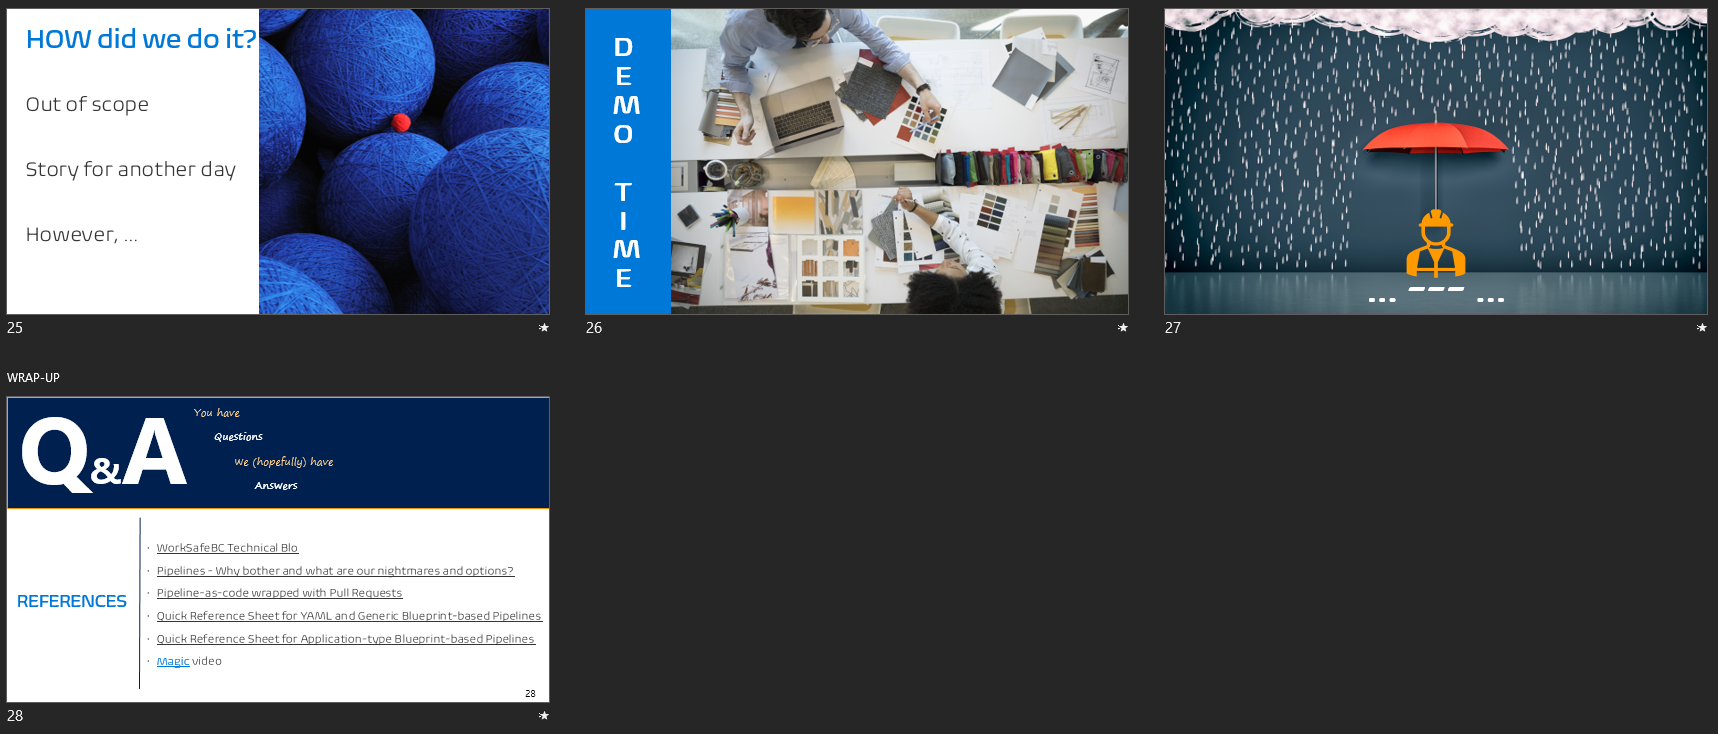 HOW did we do it?
Out of scope
Story for another day
However, ...
25
D
E
M
O
T
I
M
E
26
27
WRAP-UP
Q&A
You have
Questions
We (hopefully) have
Answers
REFERENCES
· WorkSafeBC Technical Blo
· Pipelines - Why bother and what are our nightmares and options?
· Pipeline-as-code wrapped with Pull Requests
· Quick Reference Sheet for YAML and Generic Blueprint-based Pipelines
· Quick Reference Sheet for Application-type Blueprint-based Pipelines
· Magic video
28
28